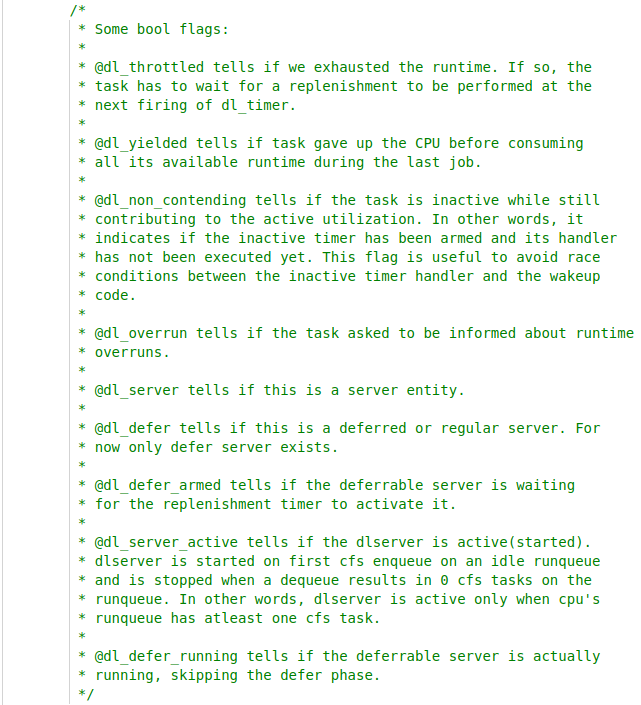 /*
 * Some bool flags:
 *
 * @dl_throttled tells if we exhausted the runtime. If so, the
 * task has to wait for a replenishment to be performed at the
 * next firing of dl_timer.
 *
 * @dl_yielded tells if task gave up the CPU before consuming
 * all its available runtime during the last job.
 *
 * @dl_non_contending tells if the task is inactive while still
 * contributing to the active utilization. In other words, it
 * indicates if the inactive timer has been armed and its handler
 * has not been executed yet. This flag is useful to avoid race
 * conditions between the inactive timer handler and the wakeup
 * code.
 *
 * @dl_overrun tells if the task asked to be informed about runtime
 * overruns.
 *
 * @dl_server tells if this is a server entity.
 *
 * @dl_defer tells if this is a deferred or regular server. For
 * now only defer server exists.
 *
 * @dl_defer_armed tells if the deferrable server is waiting
 * for the replenishment timer to activate it.
 *
 * @dl_server_active tells if the dlserver is active(started).
 * dlserver is started on first cfs enqueue on an idle runqueue
 * and is stopped when a dequeue results in 0 cfs tasks on the
 * runqueue. In other words, dlserver is active only when cpu's
 * runqueue has atleast one cfs task.
 *
 * @dl_defer_running tells if the deferrable server is actually
 * running, skipping the defer phase.
 */